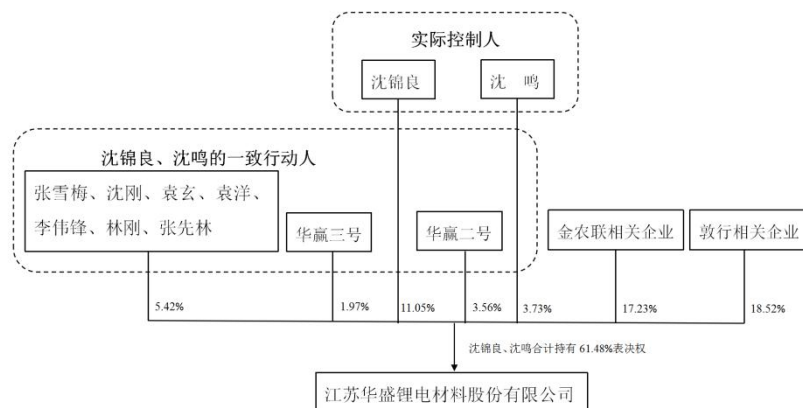 实际控制人
沈锦良
沈 鸣
沈锦良、沈鸣的一致行动人
张雪梅、沈刚、袁玄、袁洋、
李伟锋、林刚、张先林
华赢三号
华赢二号
金农联相关企业
敦行相关企业
5.42%
1.97%
11.05%
3.56%
3.73%
17.23%
18.52%
沈锦良、沈鸣合计持有 61.48%表决权
江苏华盛锂电材料股份有限公司